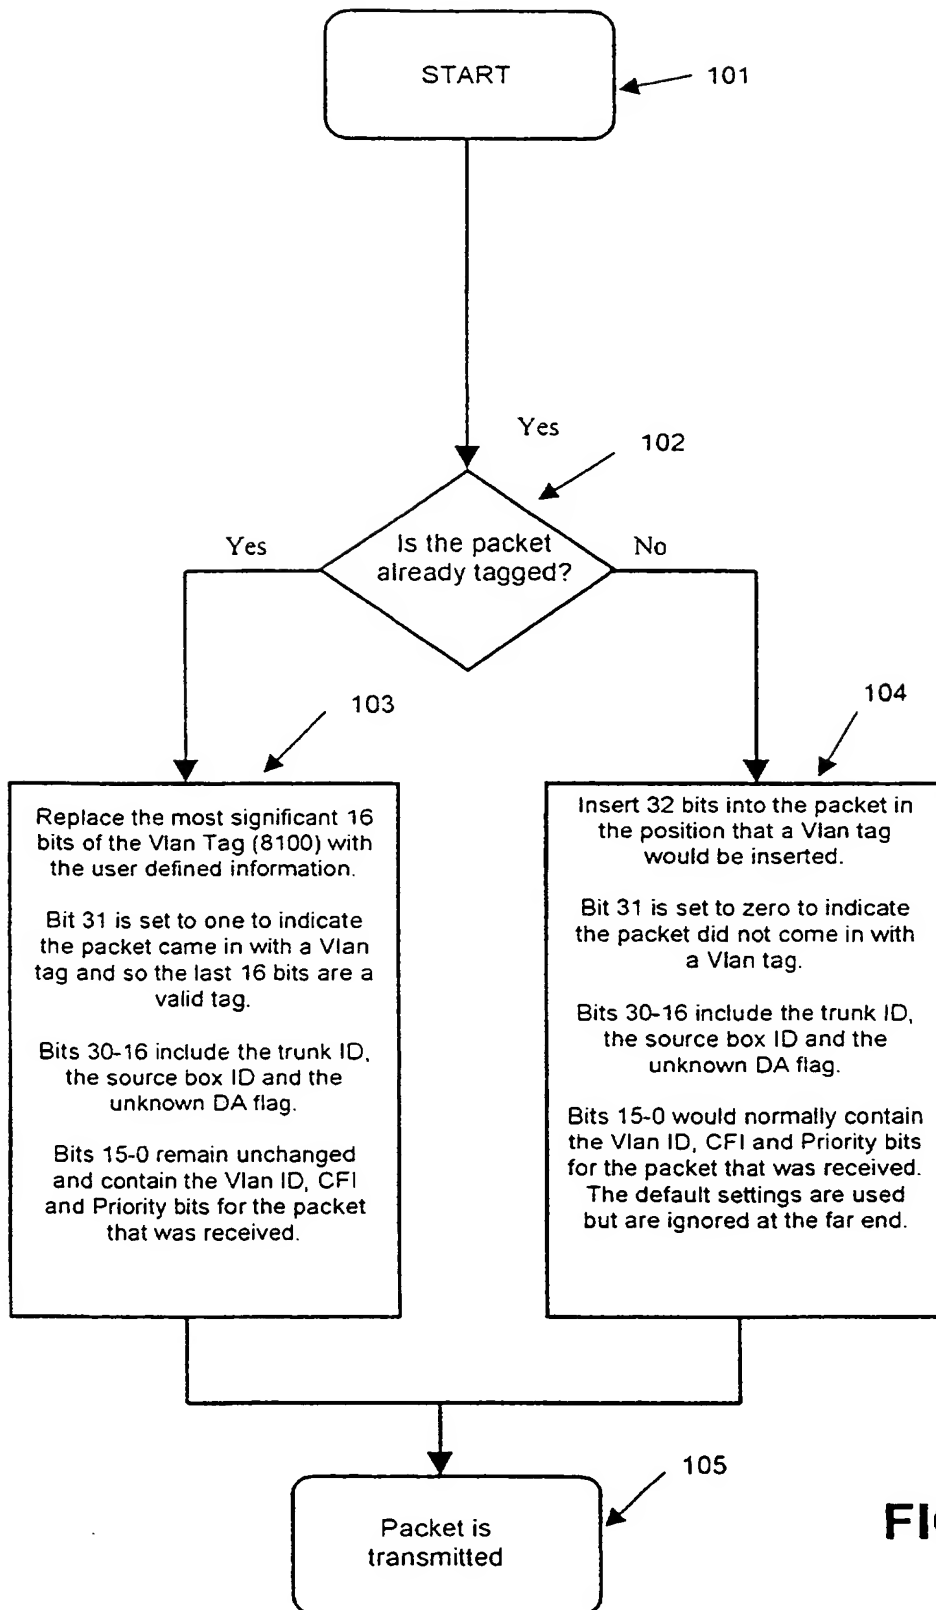 START
101
Yes
102
Is the packet
already tagged?
Yes
No
103
104
Replace the most significant 16
bits of the Vlan Tag (8100) with
the user defined information.
Bit 31 is set to one to indicate
the packet came in with a Vlan
tag and so the last 16 bits are a
valid tag.
Bits 30-16 include the trunk ID,
the source box ID and the
unknown DA flag.
Bits 15-0 remain unchanged
and contain the Vlan ID, CFI
and Priority bits for the packet
that was received.
Insert 32 bits into the packet in
the position that a Vlan tag
would be inserted.
Bit 31 is set to zero to indicate
the packet did not come in with
a Vlan tag.
Bits 30-16 include the trunk ID,
the source box ID and the
unknown DA flag.
Bits 15-0 would normally contain
the Vlan ID, CFI and Priority bits
for the packet that was received.
The default settings are used
but are ignored at the far end.
105
Packet is
transmitted